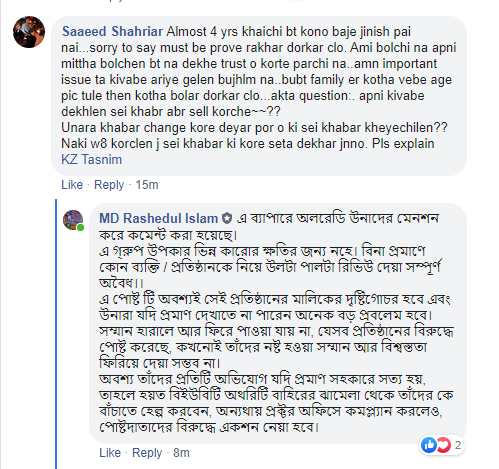 Saaeed Shahriar Almost 4 yrs khaichi bt kono baje jinish pai
nai...sorry to say must be prove rakhar dorkar clo. Ami bolchi na apni
mittha bolchen bt na dekhe trust o korte parchi na..amn important
issue ta kivabe ariye gelen bujhlm na..bubt family er kotha vebe age
pic tule then kotha bolar dorkar clo...akta question:. apni kivabe
dekhlen sei khabr abr sell korche~~??
Unara khabar change kore deyar por o ki sei khabar kheyechilen??
Naki w8 korclen j sei khabar ki kore seta dekhar jnno. Pls explain
KZ Tasnim
Like · Reply · 15m
MD Rashedul Islam এ ব্যাপারে অলরেডি উনাদের মেনশন
করে কমেন্ট করা হয়েছে।
এ গ্রুপ উপকার ভিন্ন কারোর ক্ষতির জন্য নহে। বিনা প্রমাণে
কোন ব্যক্তি / প্রতিষ্ঠানকে নিয়ে উলটা পালটা রিভিউ দেয়া সম্পূর্ণ
অবৈধ।।
এ পোষ্ট টি অবশ্যই সেই প্রতিষ্ঠানের মালিকের দৃষ্টিগোচর হবে এবং
উনারা যদি প্রমাণ দেখাতে না পারেন অনেক বড় প্রবলেম হবে।
সম্মান হারালে আর ফিরে পাওয়া যায় না, যেসব প্রতিষ্ঠানের বিরুদ্ধে
পোষ্ট করেছে, কখনোই তাঁদের নষ্ট হওয়া সম্মান আর বিশ্বস্ততা
ফিরিয়ে দেয়া সম্ভব না।
অবশ্য তাঁদের প্রতিটি অভিযোগ যদি প্রমাণ সহকারে সত্য হয়,
তাহলে হয়ত বিইউবিটি অথরিটি বাহিরের ঝামেলা থেকে তাঁদের কে
বাঁচাতে হেল্প করবেন, অন্যথায় প্রক্টর অফিসে কমপ্ল্যান করলেও,
পোষ্টদাতাদের বিরুদ্ধে একশন নেয়া হবে।
2
Like · Reply · 8m